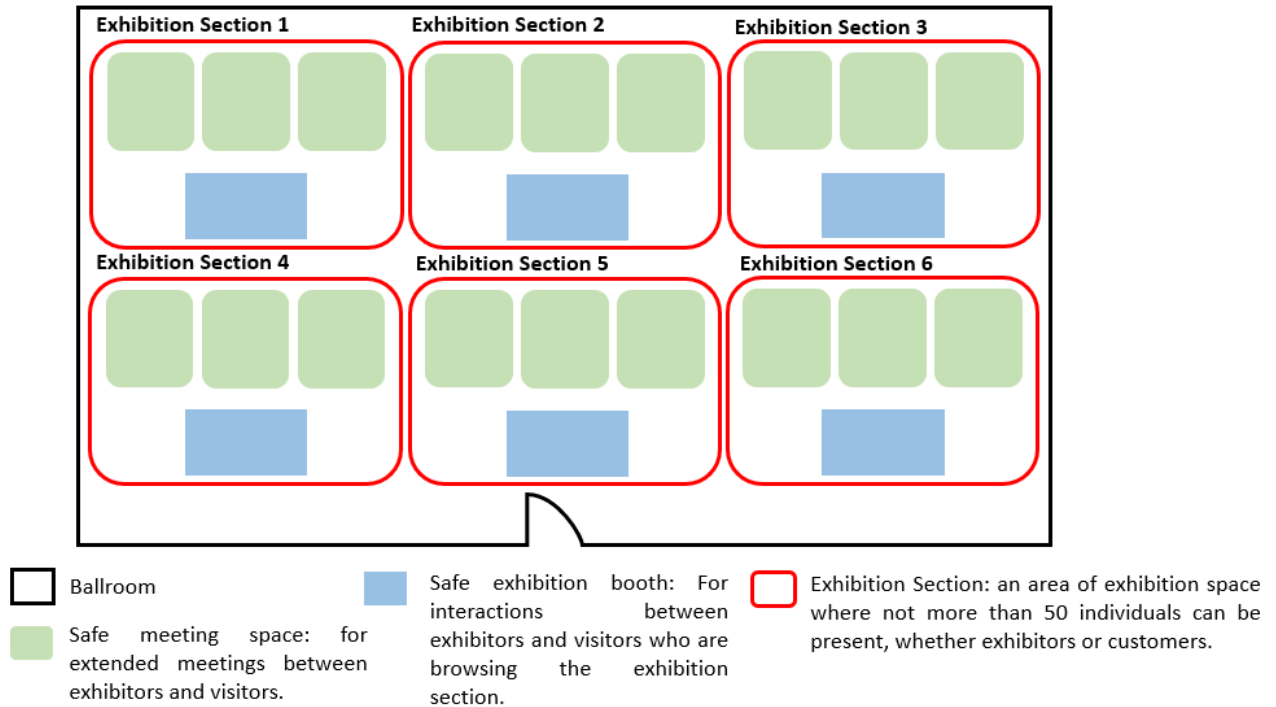 Exhibition Section 1
Exhibition Section 2
Exhibition Section 3
Exhibition Section 4
Exhibition Section 5
Exhibition Section 6
Ballroom
Safe meeting space: for
extended meetings between
exhibitors and visitors.
Safe exhibition booth: For
interactions between
exhibitors and visitors who are
browsing the exhibition
section.
Exhibition Section: an area of exhibition space
where not more than 50 individuals can be
present, whether exhibitors or customers.